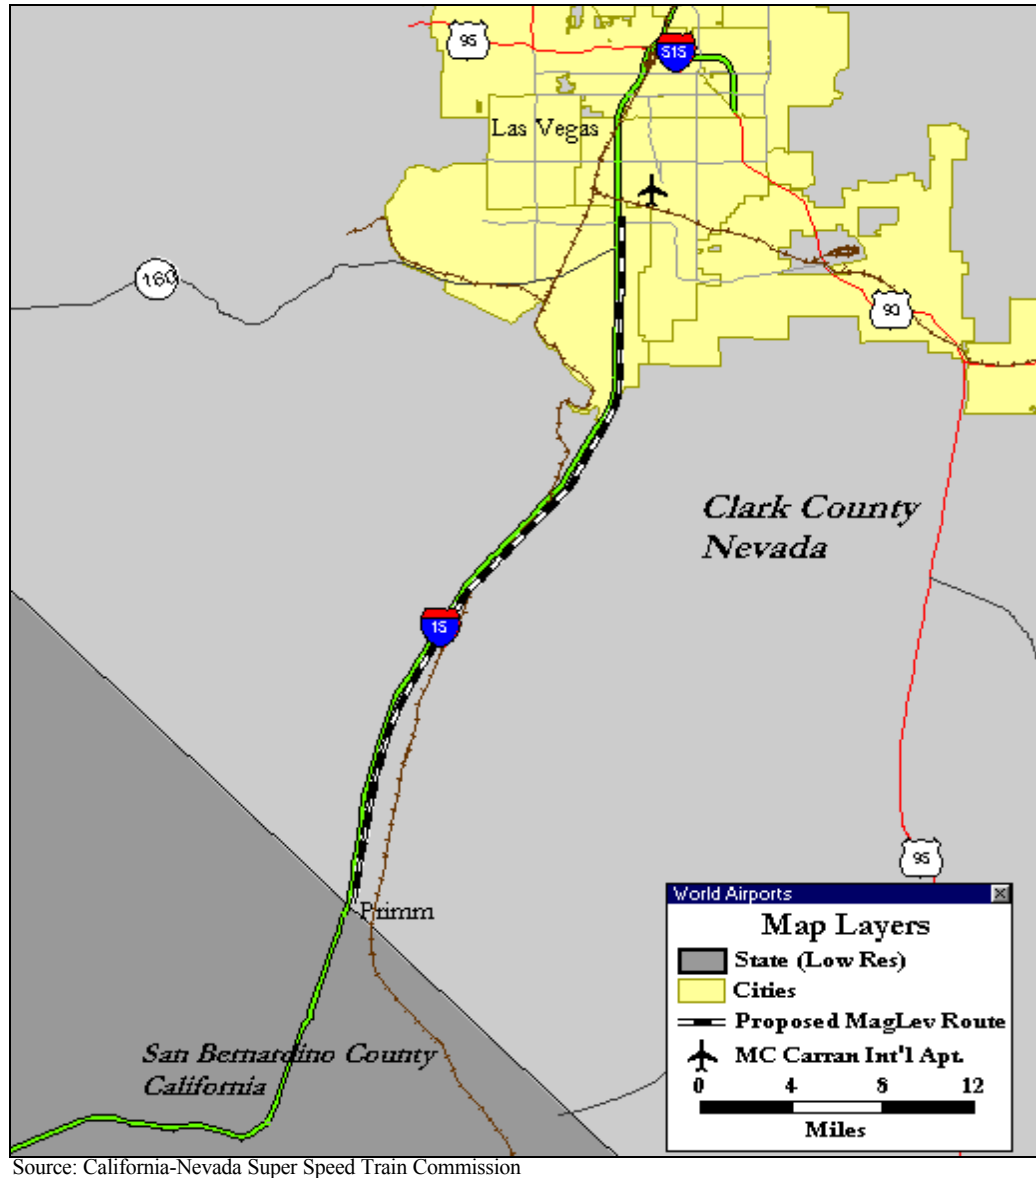 95
515
Las Vegas
160
93
Clark County
Nevada
15
95
Primm
World Airports
Map Layers
State (Low Res)
Cities
Proposed MagLev Route
MC Carran Int'l Apt.
0 4 8 12
Miles
San Bernardino County
California
Source: California-Nevada Super Speed Train Commission